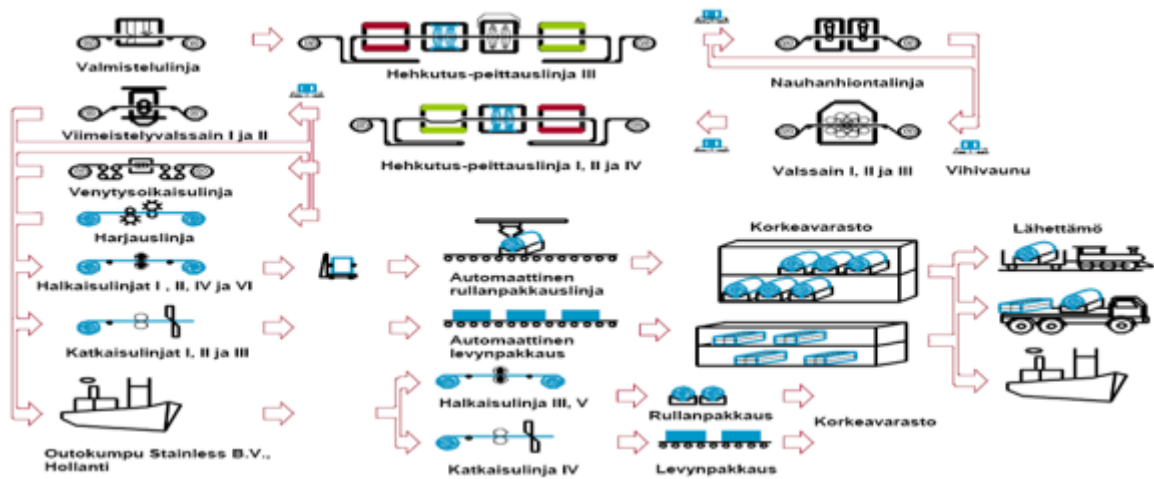 Valmistelulinja
Hehkutus-peittauslinja III
Nauhanhiontalinja
Viimeistelyvalssain I ja II
Hehkutus-peittauslinja I, II ja IV
Valssain I, II ja III
Vihivaunu
Venytysoikaisulinja
Harjauslinja
Korkeavarasto
Lähettämö
Halkaisulinjat I , II, IV ja VI
Automaattinen
rullanpakkauslinja
Katkaisulinjat I, II ja III
Automaattinen
levynpakkaus
Halkaisulinja III, V
Rullanpakkaus
Korkeavarasto
Outokumpu Stainless B.V.,
Hollanti
Katkaisulinja IV
Levynpakkaus